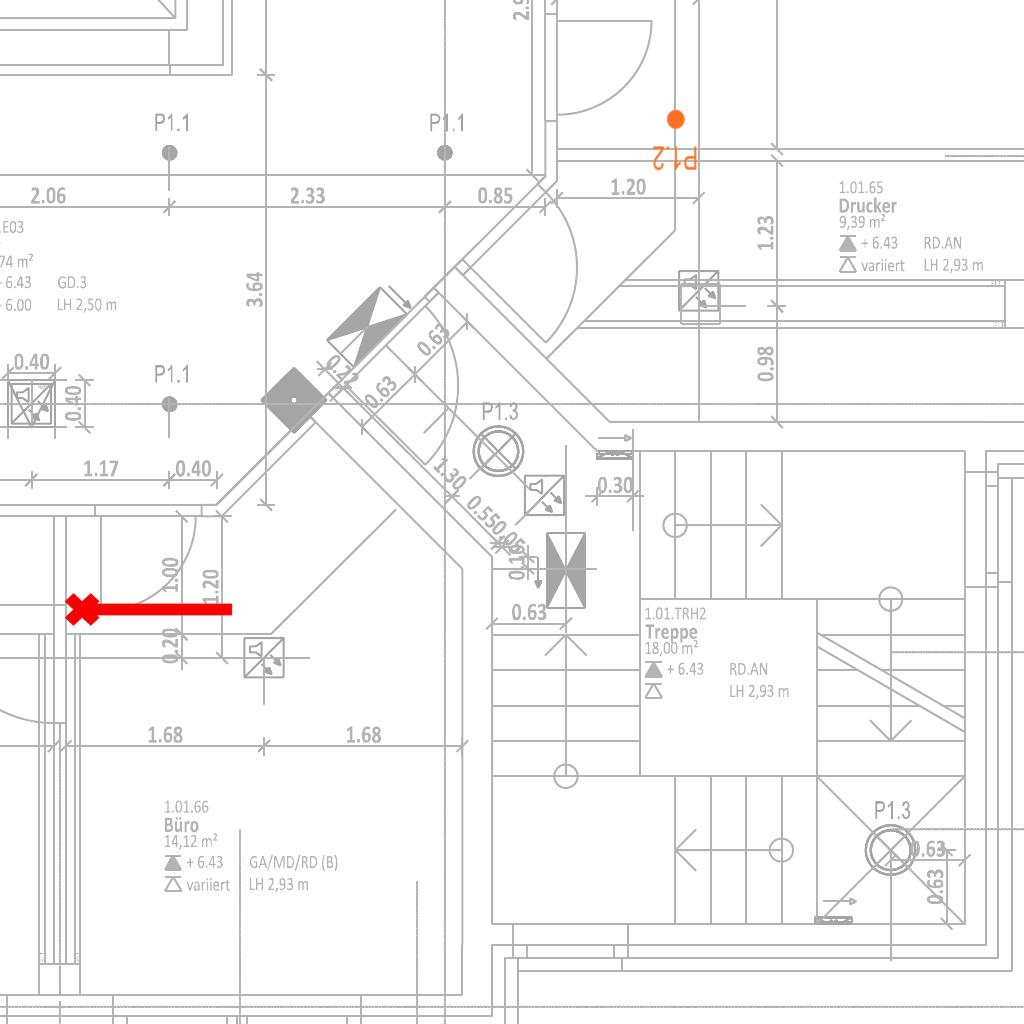 P1.1
P1.1
P1.2
2.06
2.33
0.85
1.20
1.01.65
Drucker
9,39 m²
+ 6.43 RD.AN
variiert LH 2,93 m
1.23
.E03
74 m²
6.43 GD.3
6.00 LH 2,50 m
3.64
0.63
0.98
0.40
0.40
P1.1
0.22
0.63
P1.3
1.17
0.40
1.30
0.30
0.55
0.05
1.00
1.20
0.20
0.63
1.01.TRH2
Treppe
18,00 m²
+ 6.43 RD.AN
LH 2,93 m
1.68
1.68
1.01.66
Büro
14,12 m²
+ 6.43 GA/MD/RD (B)
variiert LH 2,93 m
P1.3
0.63
0.63